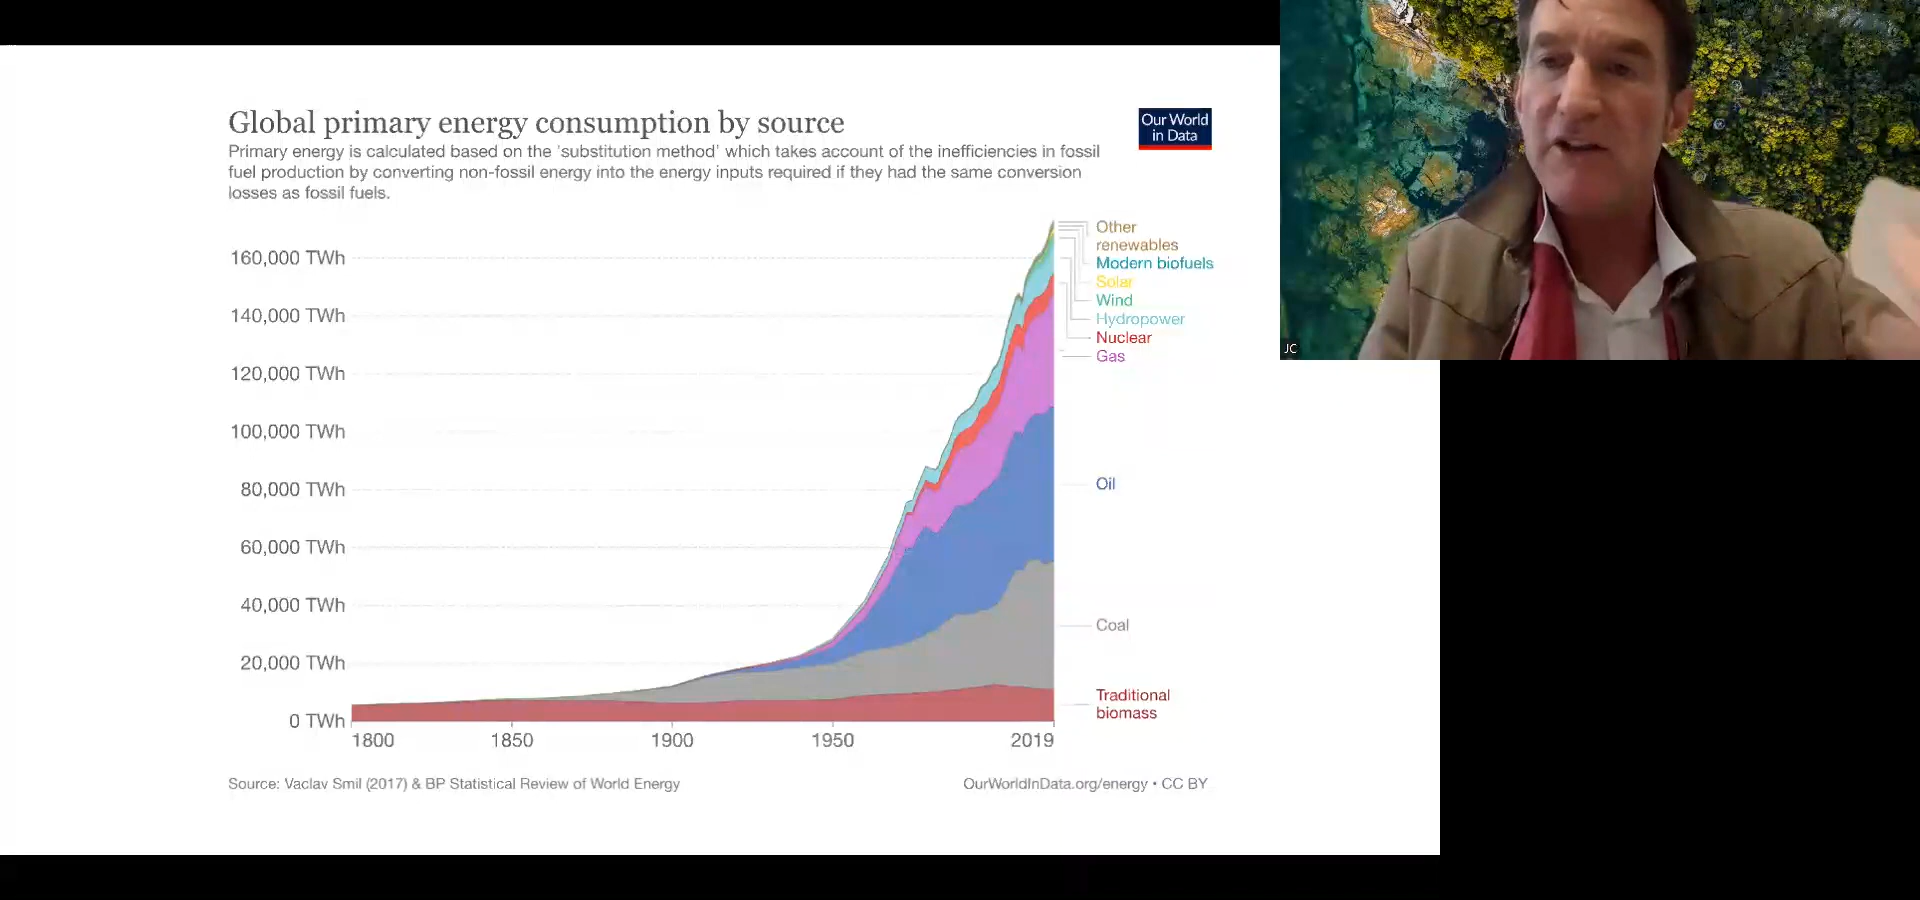 Global primary energy consumption by source
Our World
in Data
Primary energy is calculated based on the 'substitution method' which takes account of the inefficiencies in fossil
fuel production by converting non-fossil energy into the energy inputs required if they had the same conversion
losses as fossil fuels.
160,000 TWh
140,000 TWh
120,000 TWh
100,000 TWh
80,000 TWh
60,000 TWh
40,000 TWh
20,000 TWh
0 TWh
1800
1850
1900
1950
2019
Other
renewables
Modern biofuels
Solar
Wind
Hydropower
Nuclear
Gas
Oil
Coal
Traditional
biomass
Source: Vaclav Smil (2017) & BP Statistical Review of World Energy
OurWorldInData.org/energy • CC BY
JC